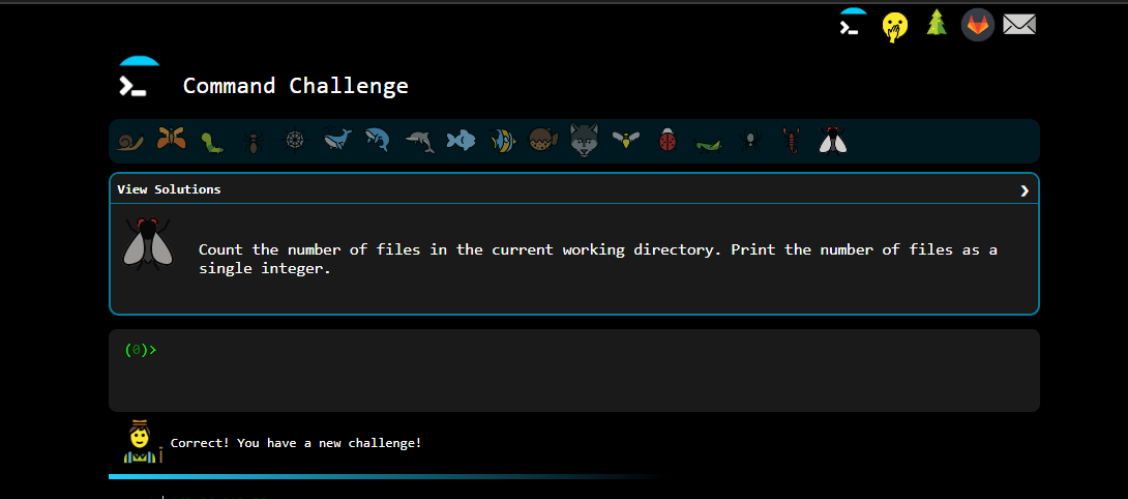 Command Challenge
View Solutions
Count the number of files in the current working directory. Print the number of files as a
single integer.
(0)>
Correct! You have a new challenge!